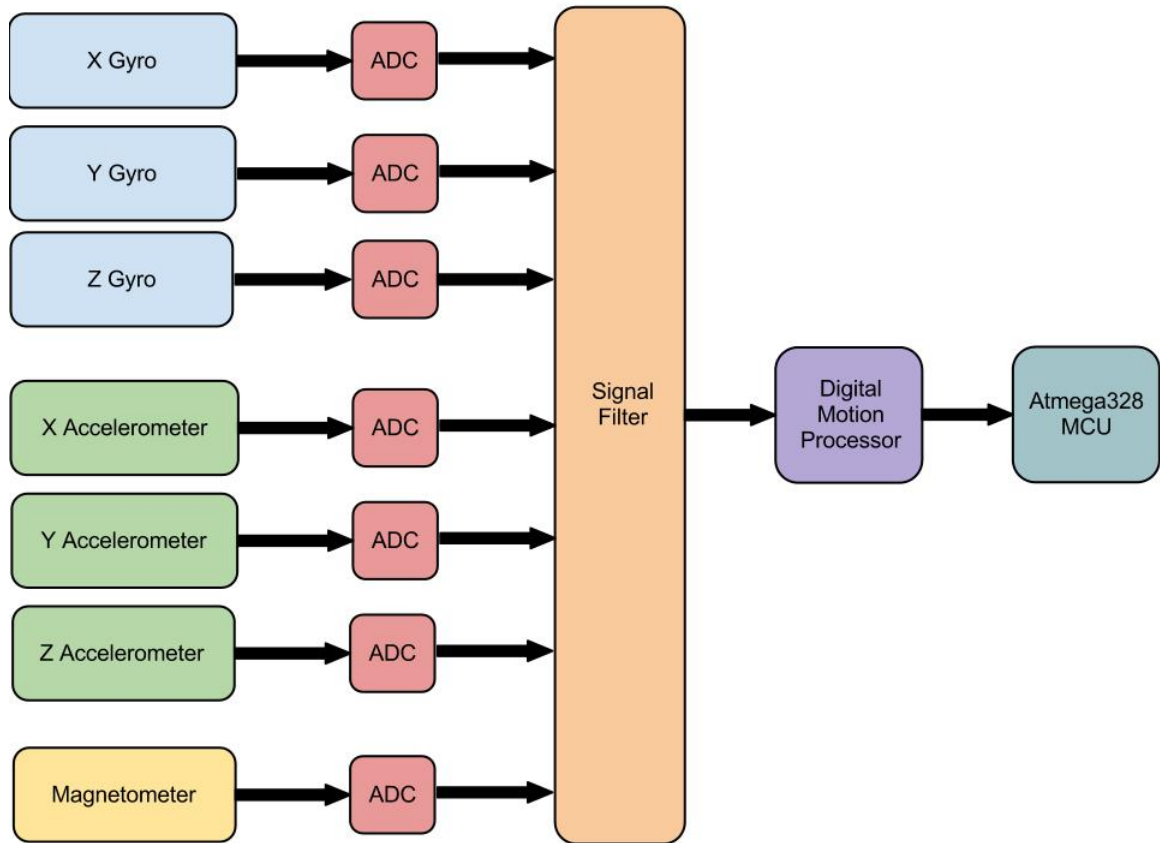 X Gyro
ADC
Y Gyro
ADC
Z Gyro
ADC
X Accelerometer
ADC
Y Accelerometer
ADC
Z Accelerometer
ADC
Magnetometer
ADC
Signal
Filter
Digital
Motion
Processor
Atmega328
MCU